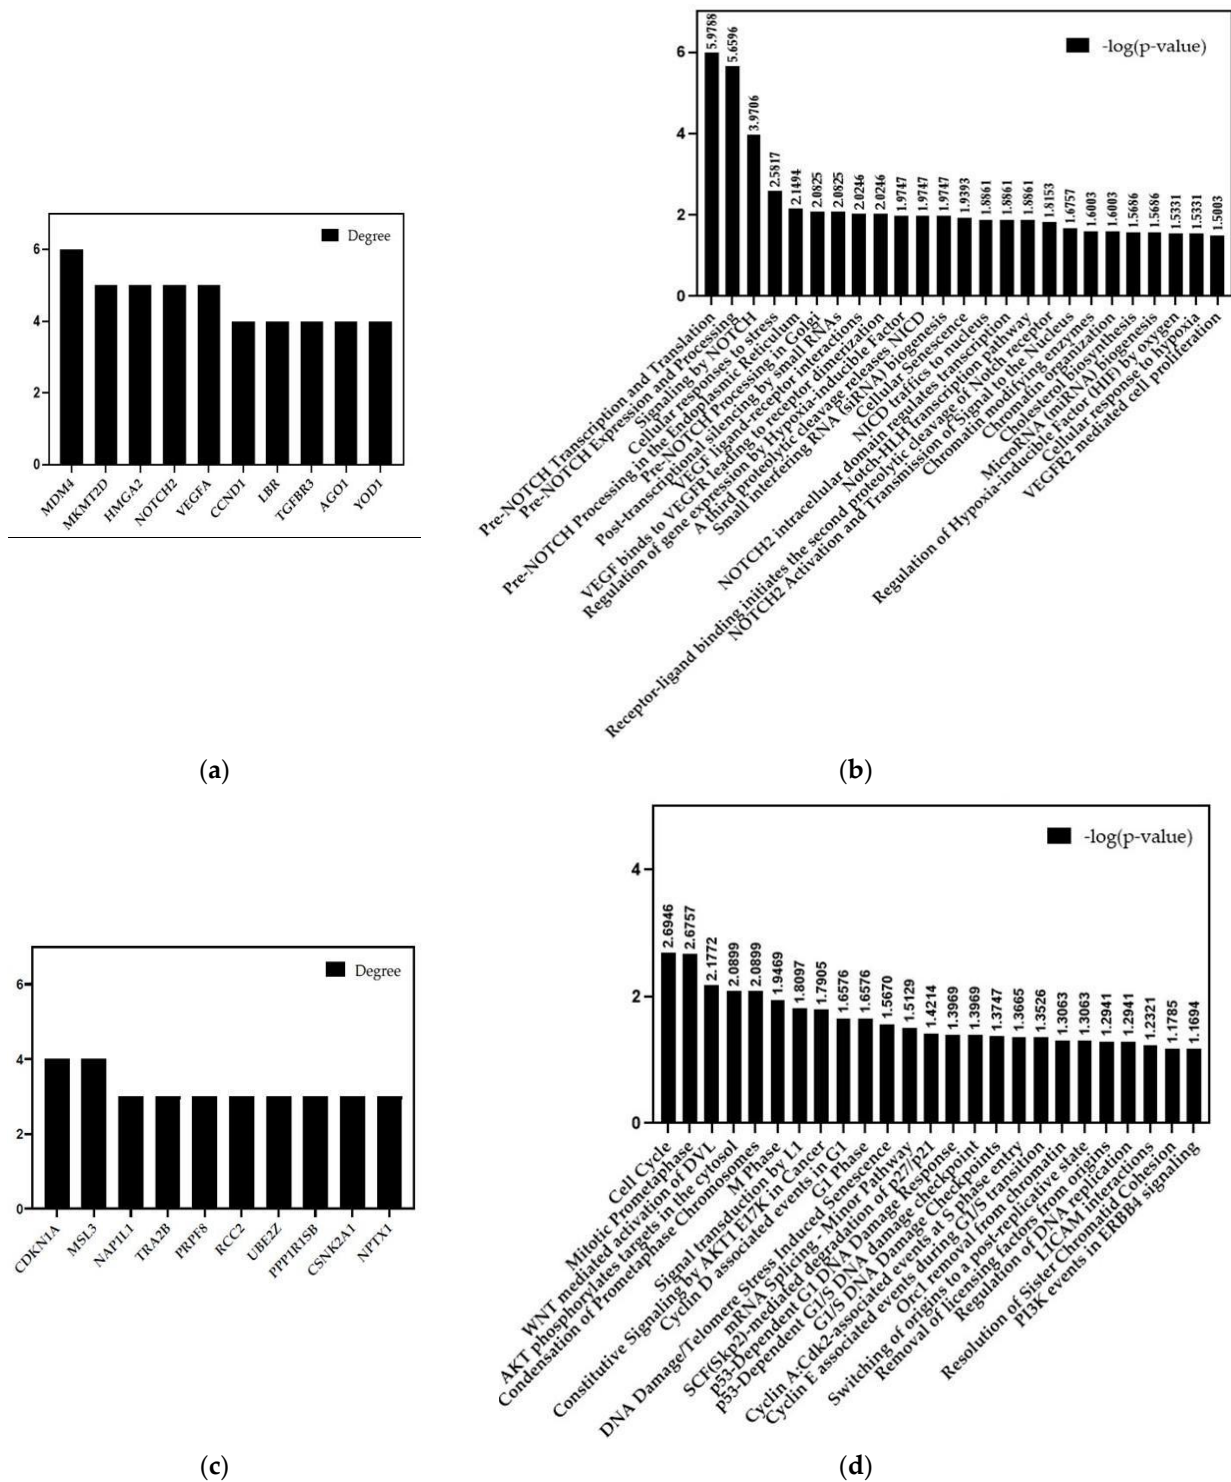 Degree
6
4
2
0
MDM4
MKMT2D
HMGA2
NOTCH2
VEGFA
CCND1
LBR
TGFBR3
AGO1
YOD1
(a)
-log(p-value)
6
4
2
0
5.9788
5.6596
3.9706
2.5817
2.1494
2.0825
2.0825
2.0246
2.0246
1.9747
1.9747
1.9747
1.9393
1.8861
1.8861
1.8861
1.8153
1.6757
1.6003
1.6003
1.5686
1.5686
1.5331
1.5331
1.5003
Pre-NOTCH Transcription and Translation
Pre-NOTCH Expression and Processing
Signaling by NOTCH
Cellular responses to stress
Pre-NOTCH Processing in the Endoplasmic Reticulum
Pre-NOTCH Processing in Golgi
Post-transcriptional silencing by small RNAs
VEGF ligand-receptor interactions
VEGF binds to VEGFR leading to receptor dimerization
Regulation of gene expression by Hypoxia-inducible Factor
A third proteolytic cleavage releases NICD
Small interfering RNA (siRNA) biogenesis
Cellular Senescence
NICD traffics to nucleus
NOTCH2 intracellular domain regulates transcription
Notch-HLH transcription pathway
Receptor-ligand binding initiates the second proteolytic cleavage of Notch receptor
NOTCH2 Activation and Transmission of Signal to the Nucleus
Chromatin modifying enzymes
Chromatin organization
Cholesterol biosynthesis
MicroRNA (miRNA) biogenesis
Regulation of Hypoxia-inducible Factor (HIF) by oxygen
Cellular response to hypoxia
VEGFR2 mediated cell proliferation
(b)
Degree
6
4
2
0
CDKN1A
MSL3
NAP1L1
TRA2B
PRPF8
RCC2
UBE2Z
PPP1R15B
CSNK2A1
NPTX1
(c)
-log(p-value)
4
2
0
2.6946
2.6757
2.1772
2.0899
2.0899
1.9469
1.8097
1.7905
1.6576
1.6576
1.5670
1.5129
1.4214
1.3969
1.3969
1.3747
1.3665
1.3526
1.3063
1.3063
1.2941
1.2941
1.2321
1.1785
1.1694
Cell Cycle
Mitotic Prometaphase
WNT mediated activation of DVL
AKT phosphorylates targets in the cytosol
Condensation of Prometaphase Chromosomes
M Phase
Signal transduction by L1
Constitutive Signaling by AKT1 E17K in Cancer
Cyclin D associated events in G1
G1 Phase
DNA Damage/Telomere Stress Induced Senescence
mRNA Splicing - Minor Pathway
SCF(Skp2)-mediated degradation of p27/p21
p53-Dependent G1 DNA Damage Response
p53-Dependent G1/S DNA damage checkpoint
G1/S DNA Damage Checkpoints
Cyclin A:Cdk2-associated events at S phase entry
Cyclin E associated events during G1/S transition
Orc1 removal from chromatin
Switching of origins to a post-replicative state
Removal of licensing factors from origins
Regulation of DNA replication
L1CAM interactions
Resolution of Sister Chromatid Cohesion
PI3K events in ERBB4 signaling
(d)